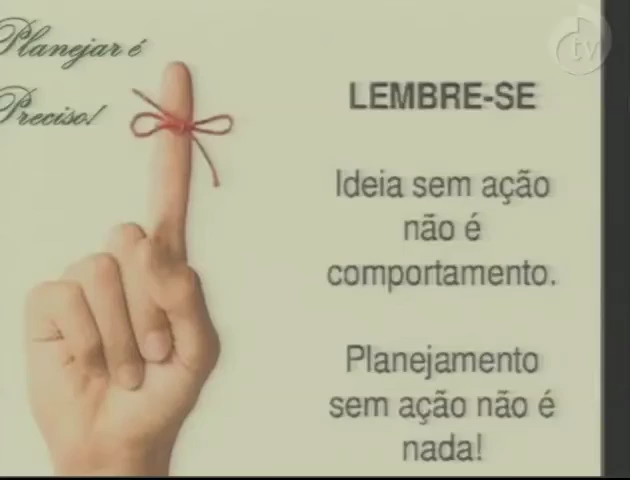 Planejar é
Preciso!
tv
LEMBRE-SE
Ideia sem ação
não é
comportamento.
Planejamento
sem ação não é
nada!